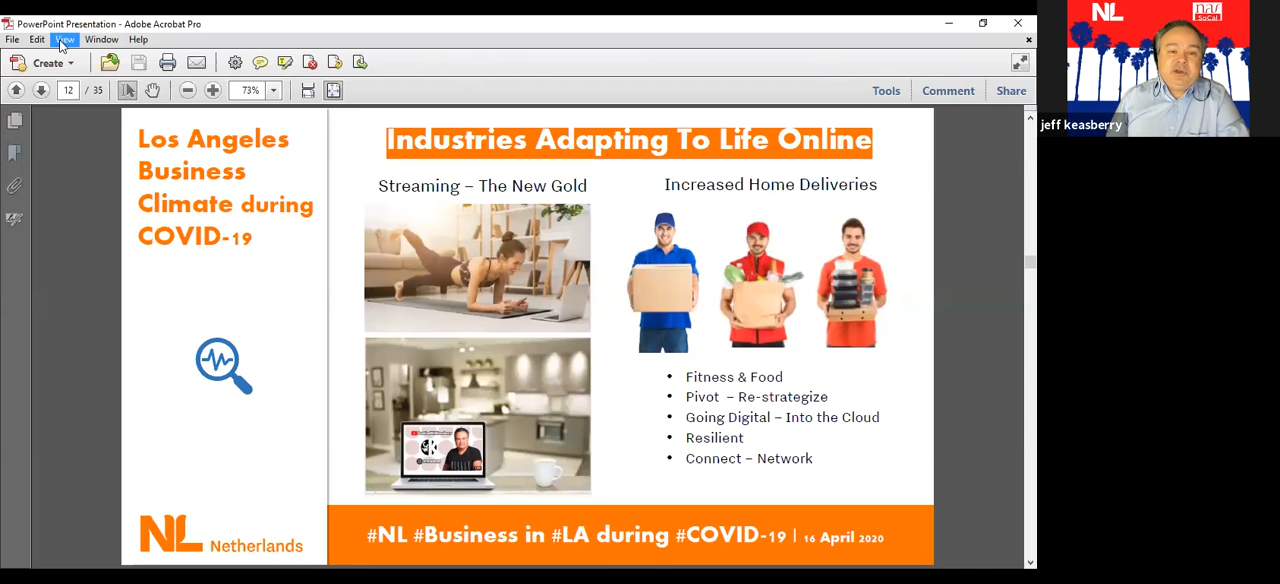 PowerPoint Presentation - Adobe Acrobat Pro
File Edit View Window Help
Create
12 / 35
73%
Tools Comment Share
Los Angeles
Business
Climate during
COVID-19
Industries Adapting To Life Online
Streaming – The New Gold
Increased Home Deliveries
• Fitness & Food
• Pivot – Re-strategize
• Going Digital – Into the Cloud
• Resilient
• Connect – Network
NL Netherlands
#NL #Business in #LA during #COVID-19 | 16 April 2020
NL
SoCal
jeff keasberry